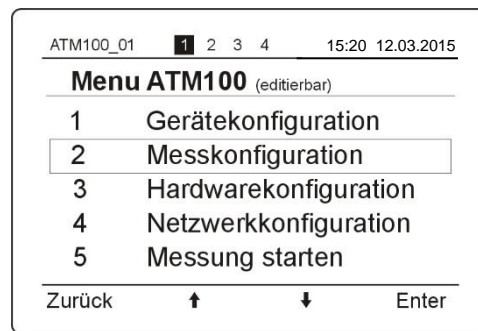 ATM100_01 1 2 3 4 15:20 12.03.2015
Menu ATM100 (editierbar)
1 Gerätekonfiguration
2 Messkonfiguration
3 Hardwarekonfiguration
4 Netzwerkkonfiguration
5 Messung starten
Zurück ⬆ ⬇ Enter